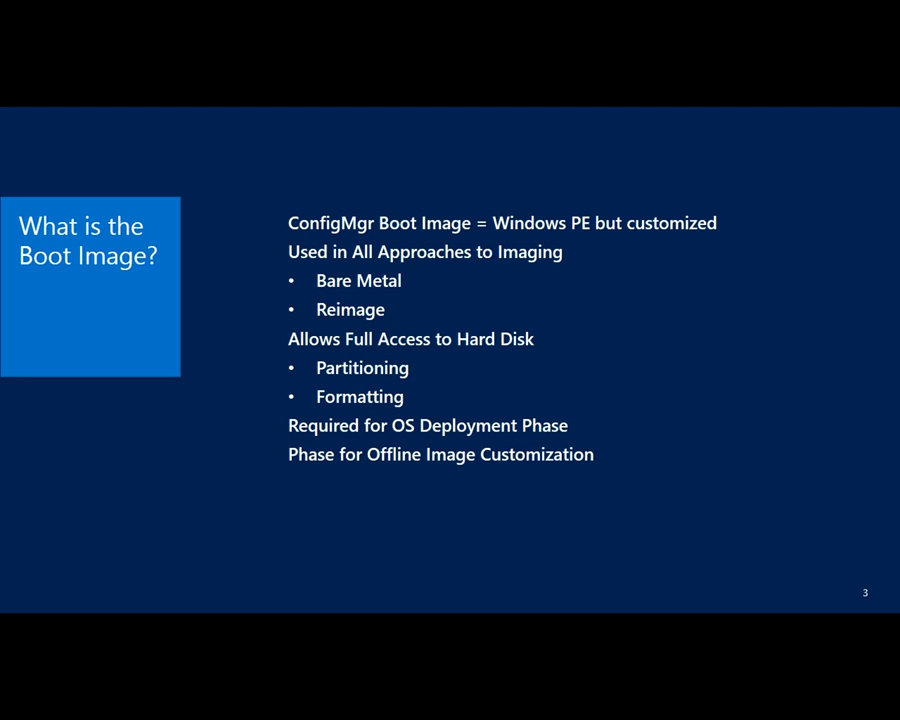 What is the
Boot Image?
ConfigMgr Boot Image = Windows PE but customized
Used in All Approaches to Imaging
• Bare Metal
• Reimage
Allows Full Access to Hard Disk
• Partitioning
• Formatting
Required for OS Deployment Phase
Phase for Offline Image Customization
3